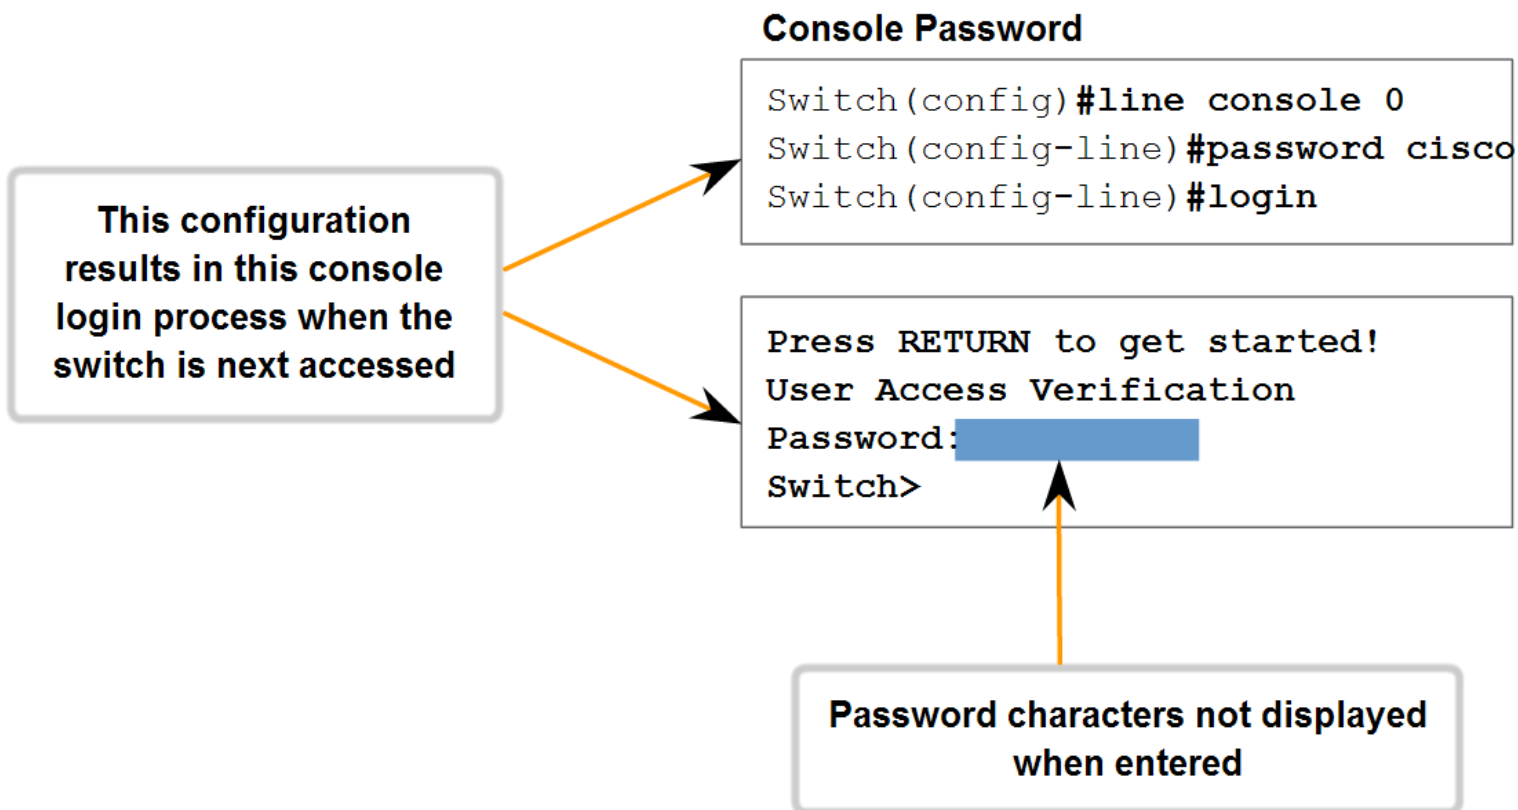 Console Password
Switch(config)#line console 0
Switch(config-line)#password cisco
Switch(config-line)#login
This configuration
results in this console
login process when the
switch is next accessed
Press RETURN to get started!
User Access Verification
Password:
Switch>
Password characters not displayed
when entered